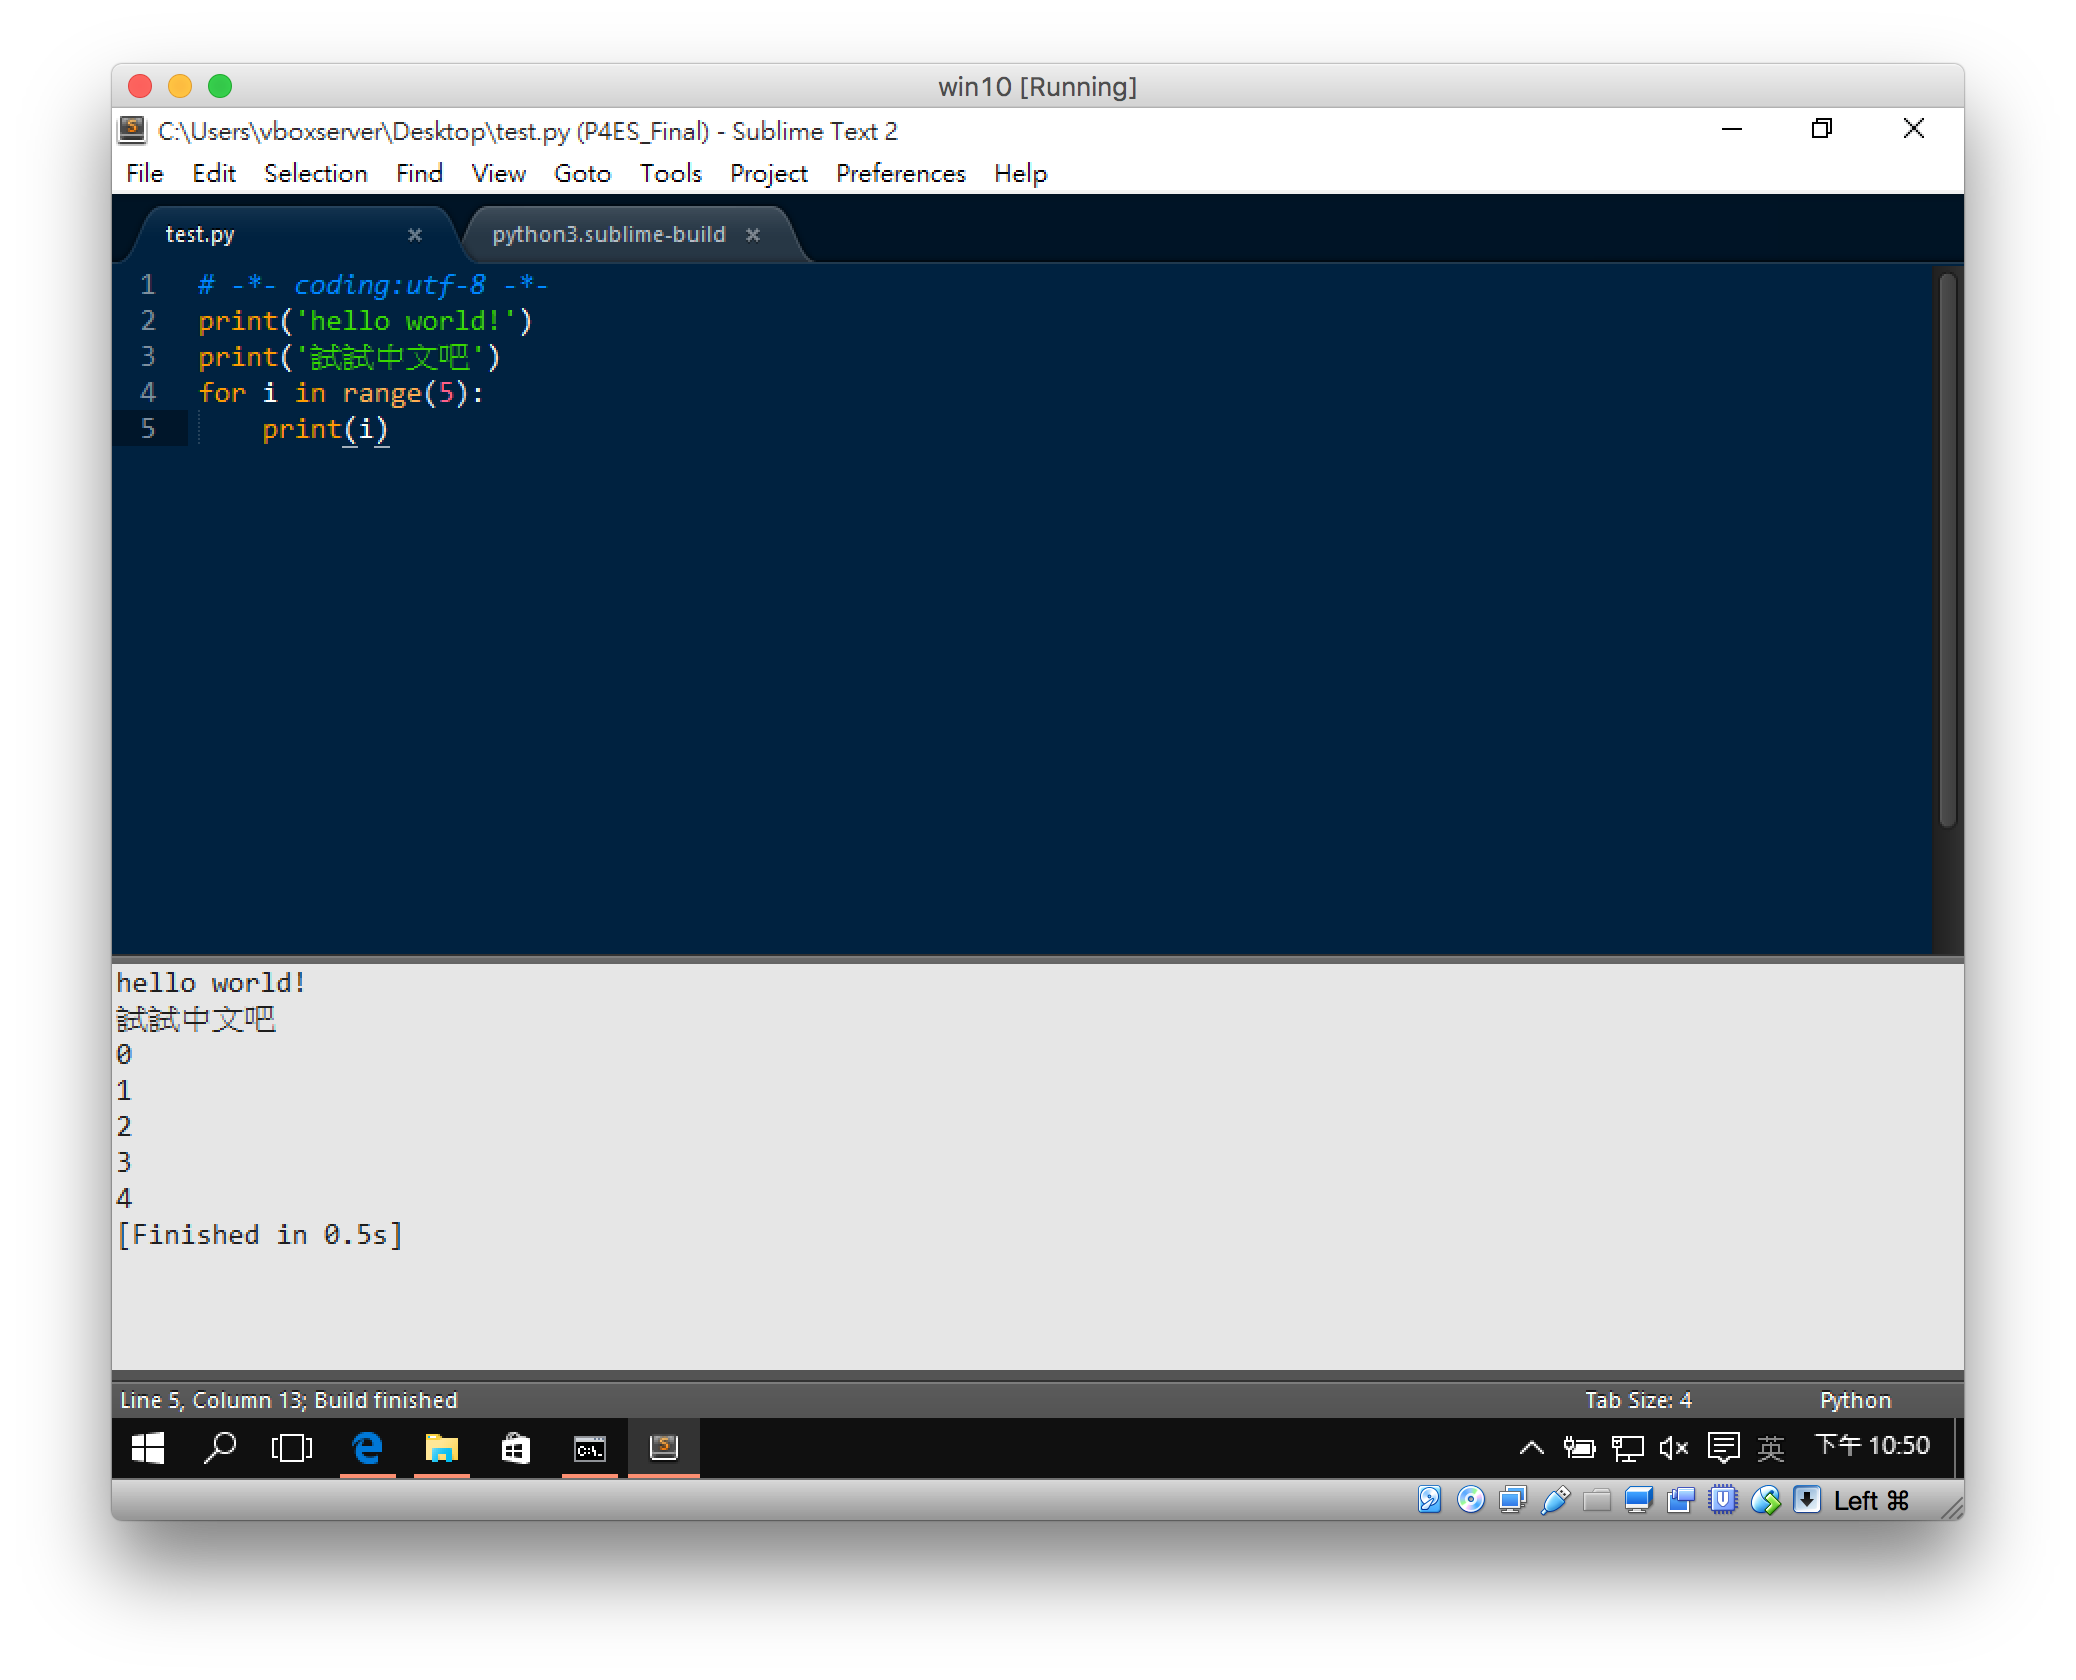 win10 [Running]
C:\Users\vboxserver\Desktop\test.py (P4ES_Final) - Sublime Text 2
File Edit Selection Find View Goto Tools Project Preferences Help
test.py × python3.sublime-build ×
1 # -*- coding:utf-8 -*-
2 print('hello world!')
3 print('試試中文吧')
4 for i in range(5):
5     print(i)
hello world!
試試中文吧
0
1
2
3
4
[Finished in 0.5s]
Line 5, Column 13; Build finished Tab Size: 4 Python
C:\. 英 下午 10:50
Left ⌘